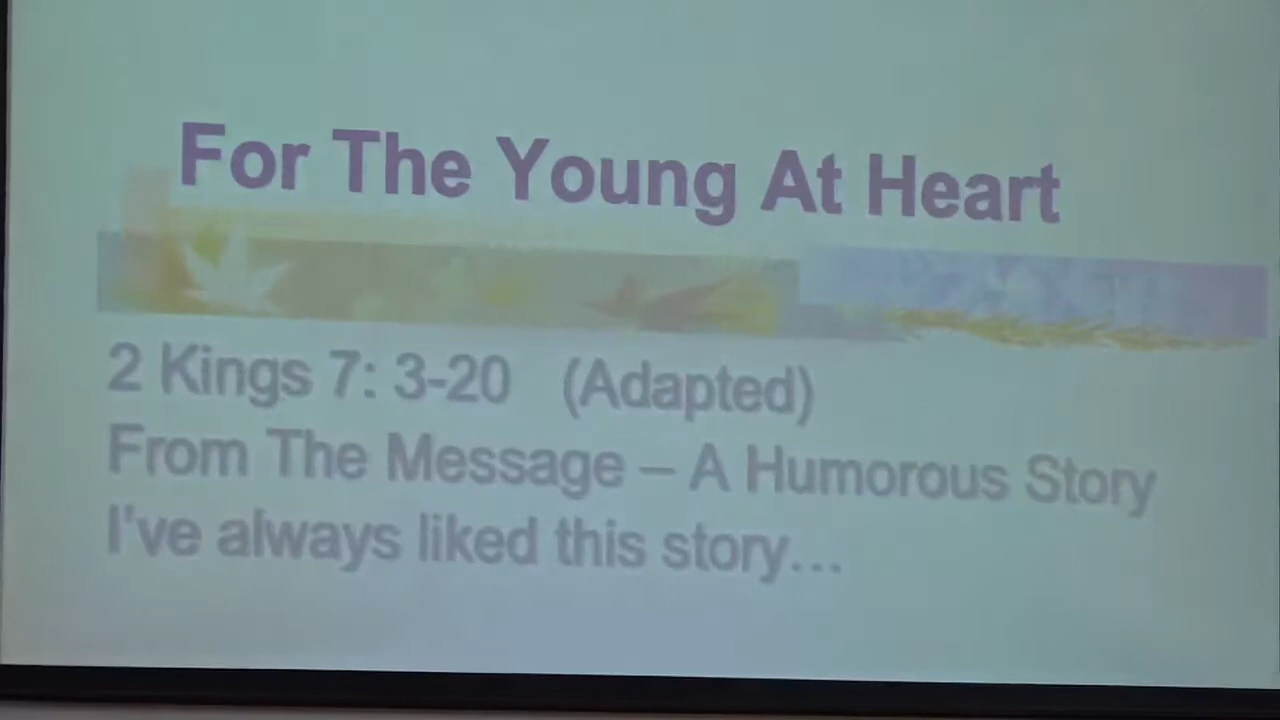 For The Young At Heart
2 Kings 7: 3-20 (Adapted)
From The Message – A Humorous Story
I've always liked this story...